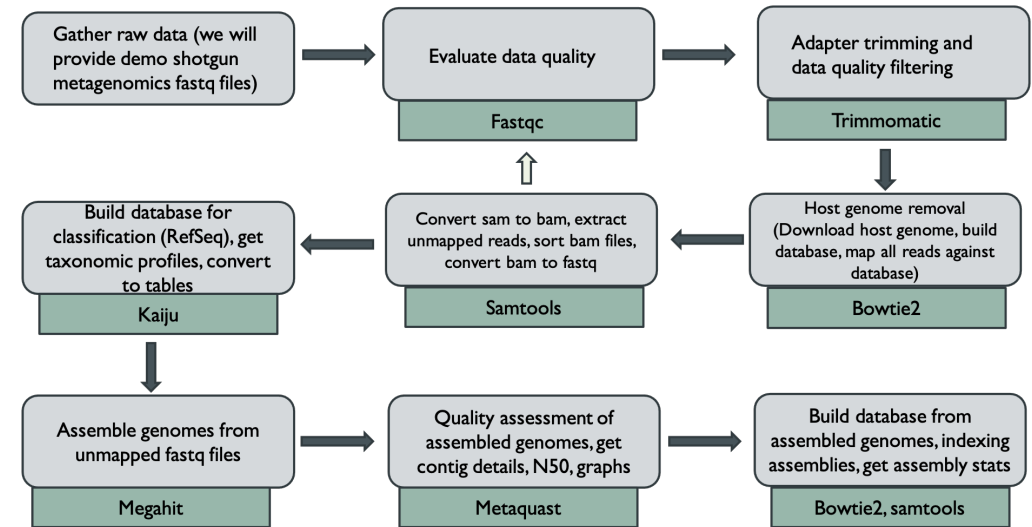 Gather raw data (we will
provide demo shotgun
metagenomics fastq files)
Evaluate data quality
Fastqc
Adapter trimming and
data quality filtering
Trimmomatic
Host genome removal
(Download host genome, build
database, map all reads against
database)
Bowtie2
Convert sam to bam, extract
unmapped reads, sort bam files,
convert bam to fastq
Samtools
Build database for
classification (RefSeq), get
taxonomic profiles, convert
to tables
Kaiju
Assemble genomes from
unmapped fastq files
Megahit
Quality assessment of
assembled genomes, get
contig details, N50, graphs
Metaquast
Build database from
assembled genomes, indexing
assemblies, get assembly stats
Bowtie2, samtools